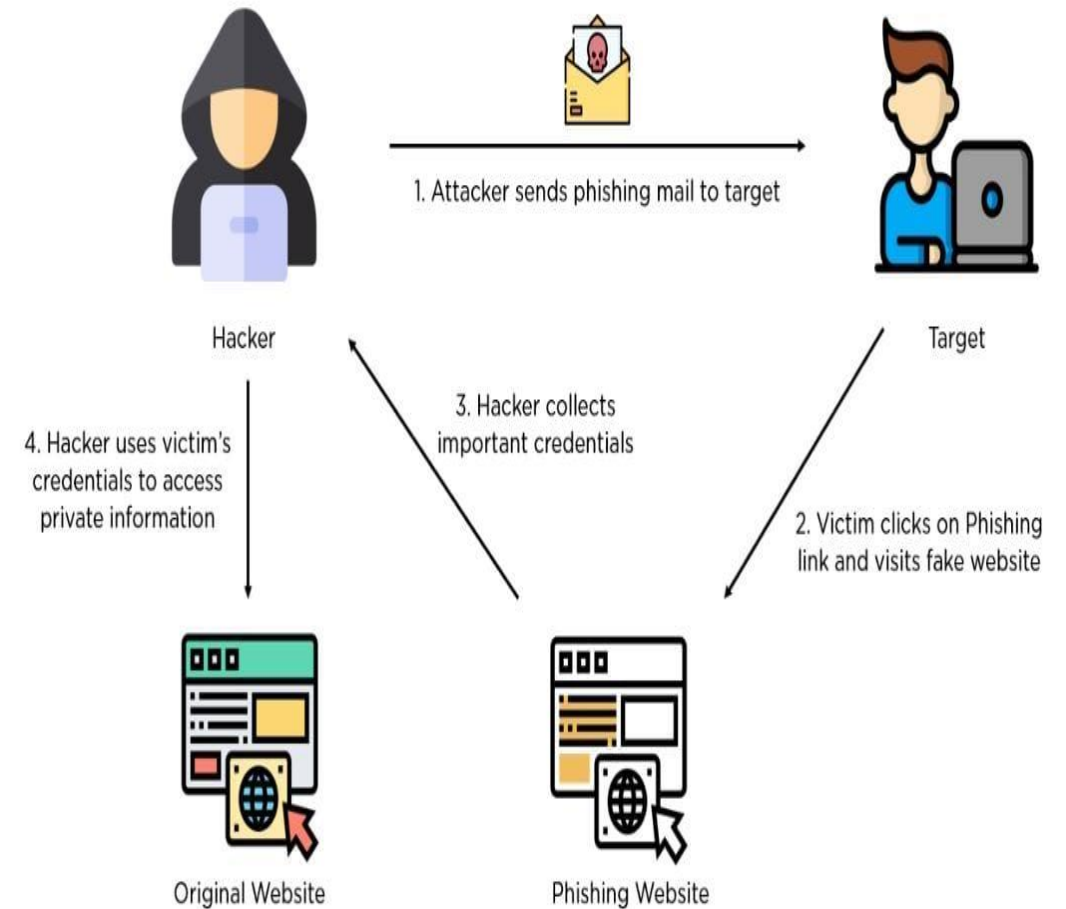 1. Attacker sends phishing mail to target
Hacker
Target
3. Hacker collects
important credentials
4. Hacker uses victim's
credentials to access
private information
2. Victim clicks on Phishing
link and visits fake website
Original Website
Phishing Website